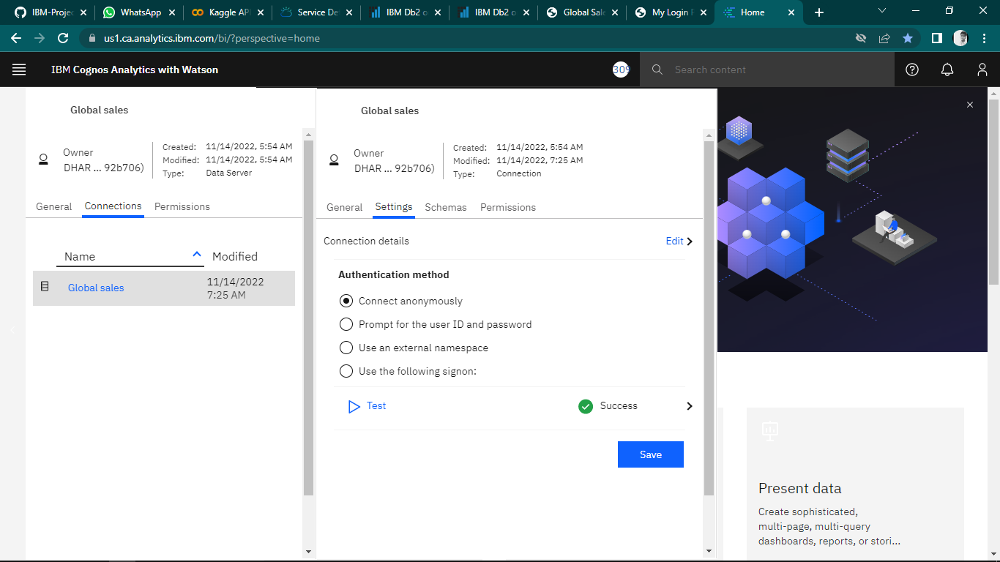 IBM-Projec
WhatsApp
Kaggle API
Service De
IBM Db2 o
IBM Db2 o
Global Sale
My Login P
Home
us1.ca.analytics.ibm.com/bi/?perspective=home
IBM Cognos Analytics with Watson
309
Search content
Global sales
Owner
DHAR ... 92b706)
Created: 11/14/2022, 5:54 AM
Modified: 11/14/2022, 5:54 AM
Type: Data Server
General Connections Permissions
Name Modified
Global sales 11/14/2022
7:25 AM
Global sales
Owner
DHAR ... 92b706)
Created: 11/14/2022, 5:54 AM
Modified: 11/14/2022, 7:25 AM
Type: Connection
General Settings Schemas Permissions
Connection details Edit
Authentication method
Connect anonymously
Prompt for the user ID and password
Use an external namespace
Use the following signon:
Test Success
Save
Present data
Create sophisticated,
multi-page, multi-query
dashboards, reports, or stori...